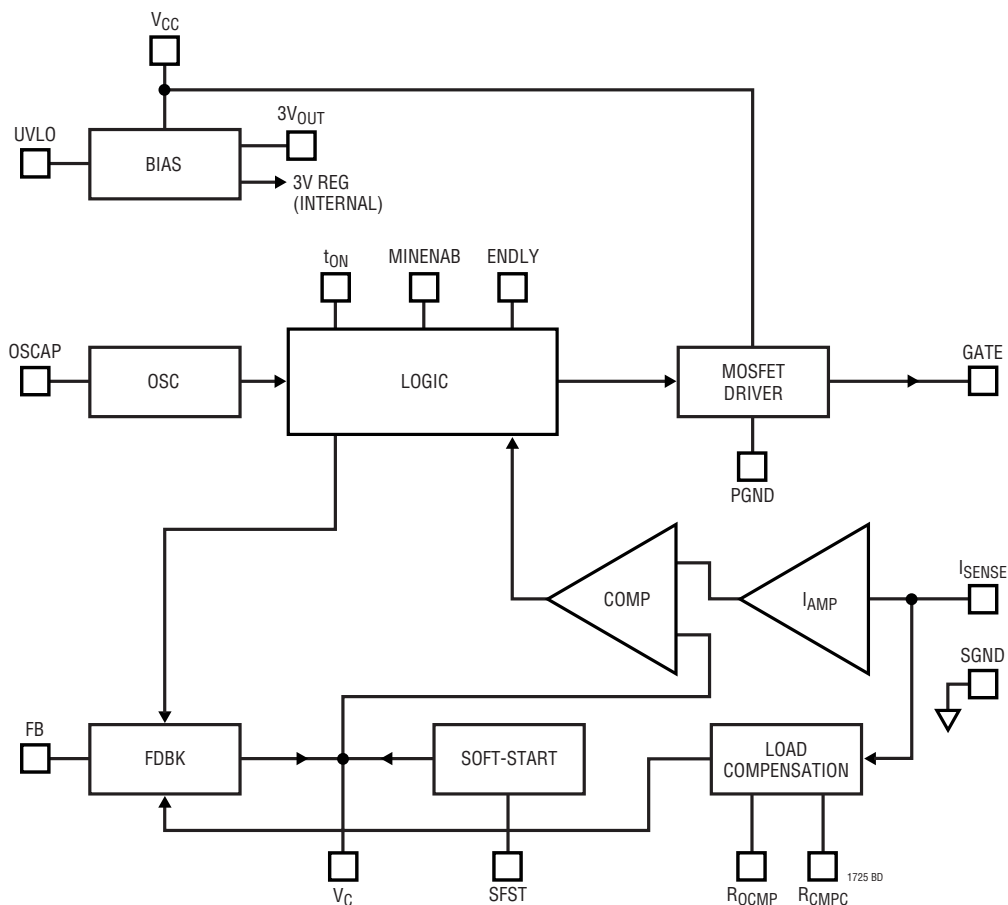 VCC
UVLO
BIAS
3VOUT
3V REG
(INTERNAL)
tON
MINENAB
ENDLY
OSCAP
OSC
LOGIC
MOSFET
DRIVER
GATE
PGND
COMP
IAMP
ISENSE
SGND
FB
FDBK
SOFT-START
LOAD
COMPENSATION
VC
SFST
ROCMP
RCMPC
1725 BD